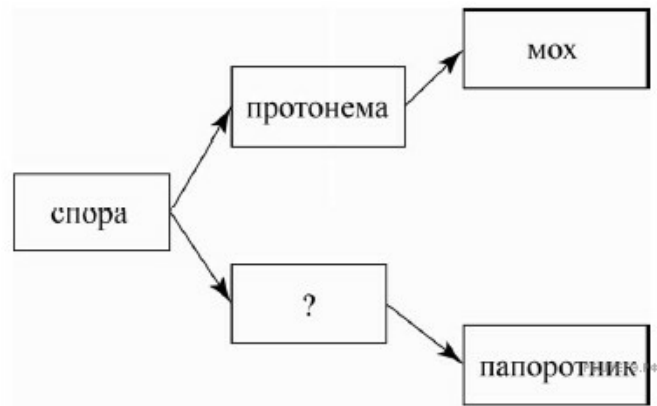 мох
протонема
спора
?
папоротник